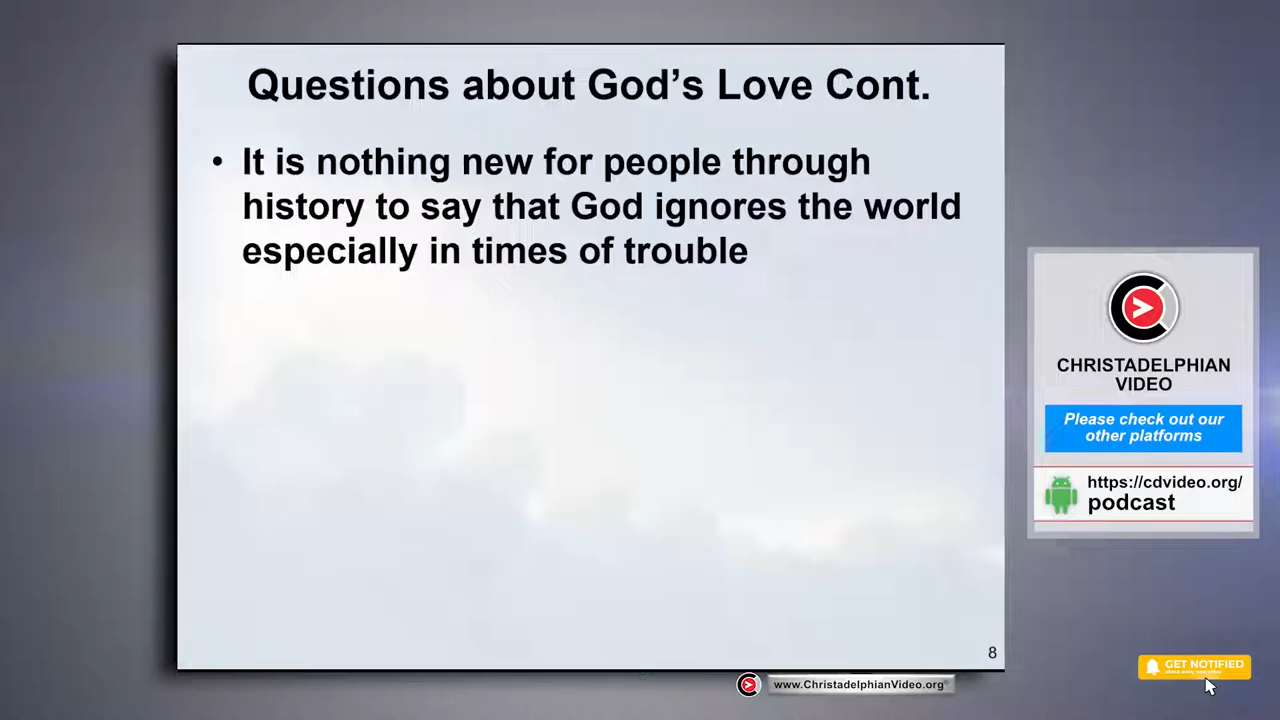 Questions about God’s Love Cont.
• It is nothing new for people through
history to say that God ignores the world
especially in times of trouble
8
CHRISTADELPHIAN
VIDEO
Please check out our
other platforms
https://cdvideo.org/
podcast
GET NOTIFIED
www.ChristadelphianVideo.org